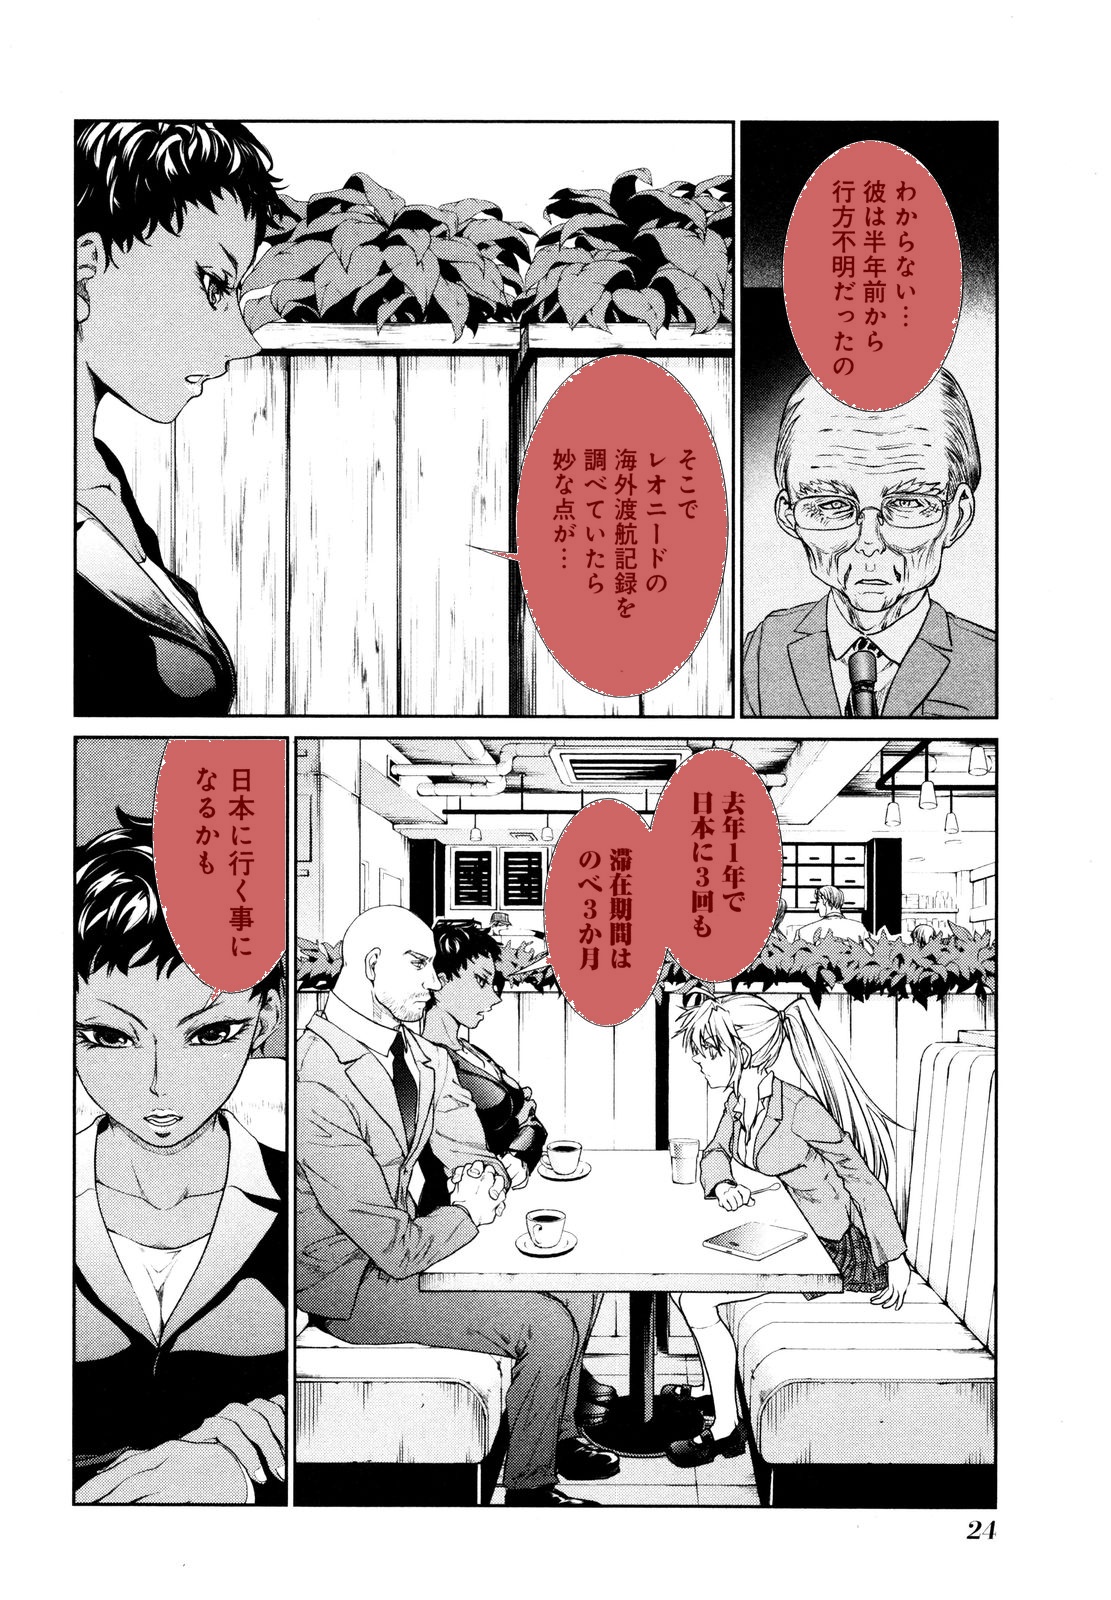 わからない…
彼は半年前から
行方不明だったの
そこで
レオニードの
海外渡航記録を
調べていたら
妙な点が…
去年1年で
日本に3回も
滞在期間は
のべ3か月
日本に行く事に
なるかも
24